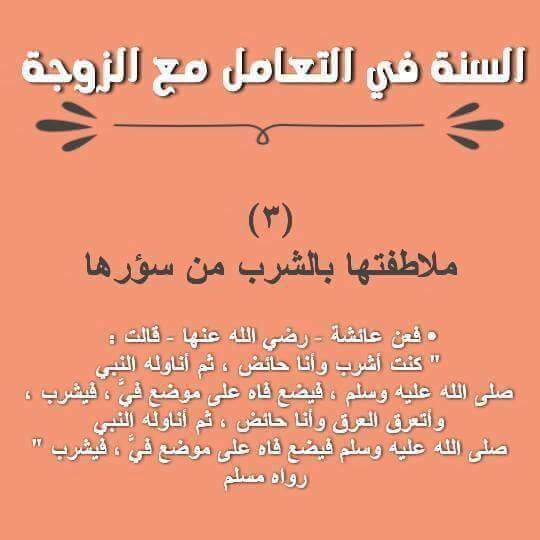 السنة في التعامل مع الزوجة
(٣)
ملاطفتها بالشرب من سؤرها
• فعن عائشة - رضي الله عنها - قالت :
" كنت أشرب وأنا حائض ، ثم أناوله النبي
صلى الله عليه وسلم ، فيضع فاه على موضع فيَّ ، فيشرب ،
وأتعرق العرق وأنا حائض ، ثم أناوله النبي
صلى الله عليه وسلم فيضع فاه على موضع فيَّ ، فيشرب "
رواه مسلم